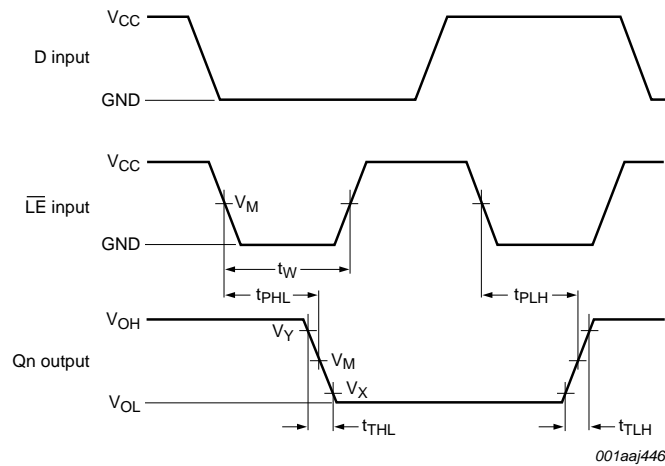 VCC
D input
GND
VCC
LE input
VM
GND
tW
tPHL
tPLH
VOH
VY
Qn output
VM
VX
VOL
tTHL
tTLH
001aaj446